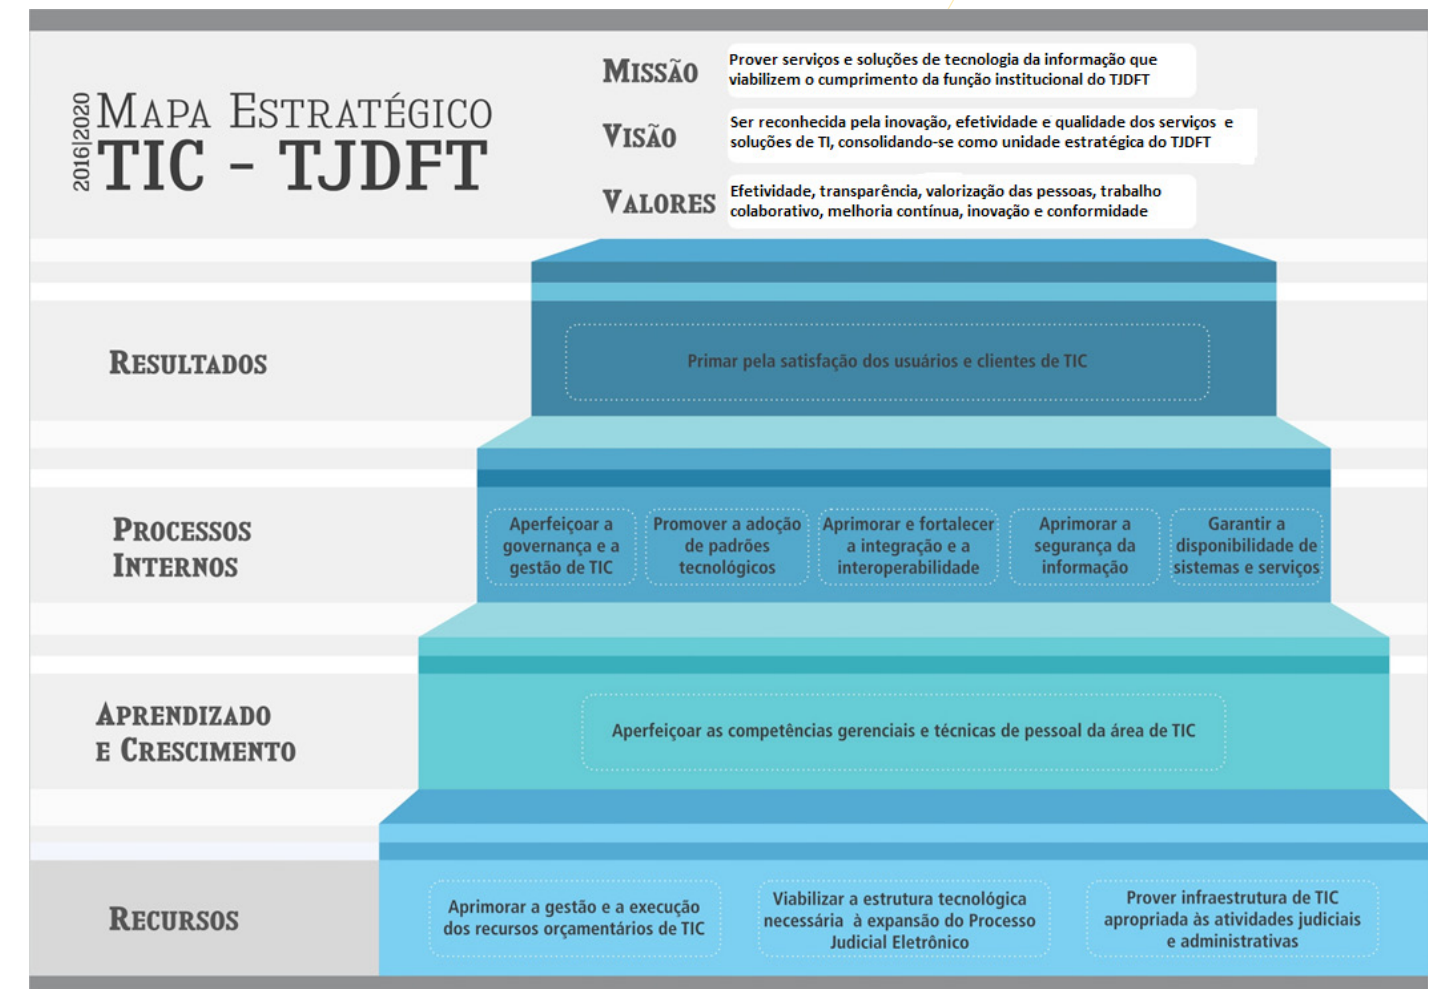 2016|2020
MAPA ESTRATÉGICO
TIC - TJDFT
MISSÃO
Prover serviços e soluções de tecnologia da informação que
viabilizem o cumprimento da função institucional do TJDFT
VISÃO
Ser reconhecida pela inovação, efetividade e qualidade dos serviços e
soluções de TI, consolidando-se como unidade estratégica do TJDFT
VALORES
Efetividade, transparência, valorização das pessoas, trabalho
colaborativo, melhoria contínua, inovação e conformidade
RESULTADOS
Primar pela satisfação dos usuários e clientes de TIC
PROCESSOS
INTERNOS
Aperfeiçoar a
governança e a
gestão de TIC
Promover a adoção
de padrões
tecnológicos
Aprimorar e fortalecer
a integração e a
interoperabilidade
Aprimorar a
segurança da
informação
Garantir a
disponibilidade de
sistemas e serviços
APRENDIZADO
E CRESCIMENTO
Aperfeiçoar as competências gerenciais e técnicas de pessoal da área de TIC
RECURSOS
Aprimorar a gestão e a execução
dos recursos orçamentários de TIC
Viabilizar a estrutura tecnológica
necessária à expansão do Processo
Judicial Eletrônico
Prover infraestrutura de TIC
apropriada às atividades judiciais
e administrativas